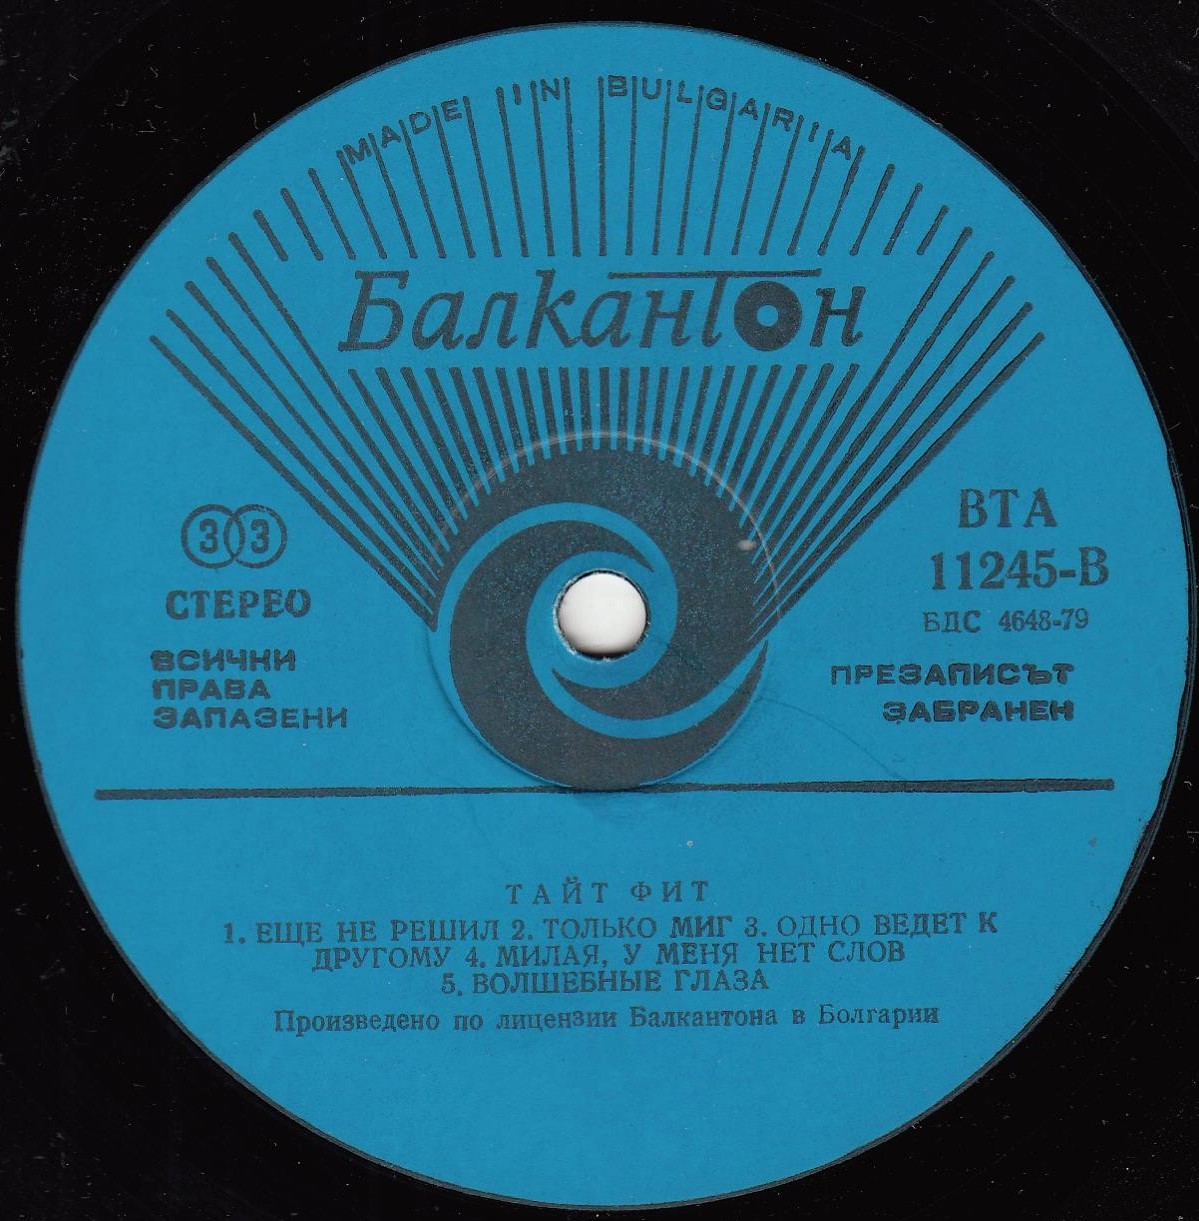 MADE IN BULGARIA
Балкантон
33
СТЕРЕО
ВСИЧКИ
ПРАВА
ЗАПАЗЕНИ
ВТА
11245-В
БДС 4648-79
ПРЕЗАПИСЪТ
ЗАБРАНЕН
ТАЙТ ФИТ
1. ЕЩЕ НЕ РЕШИЛ 2. ТОЛЬКО МИГ 3. ОДНО ВЕДЕТ К
ДРУГОМУ 4. МИЛАЯ, У МЕНЯ НЕТ СЛОВ
5. ВОЛШЕБНЫЕ ГЛАЗА
Произведено по лицензии Балкантона в Болгарии